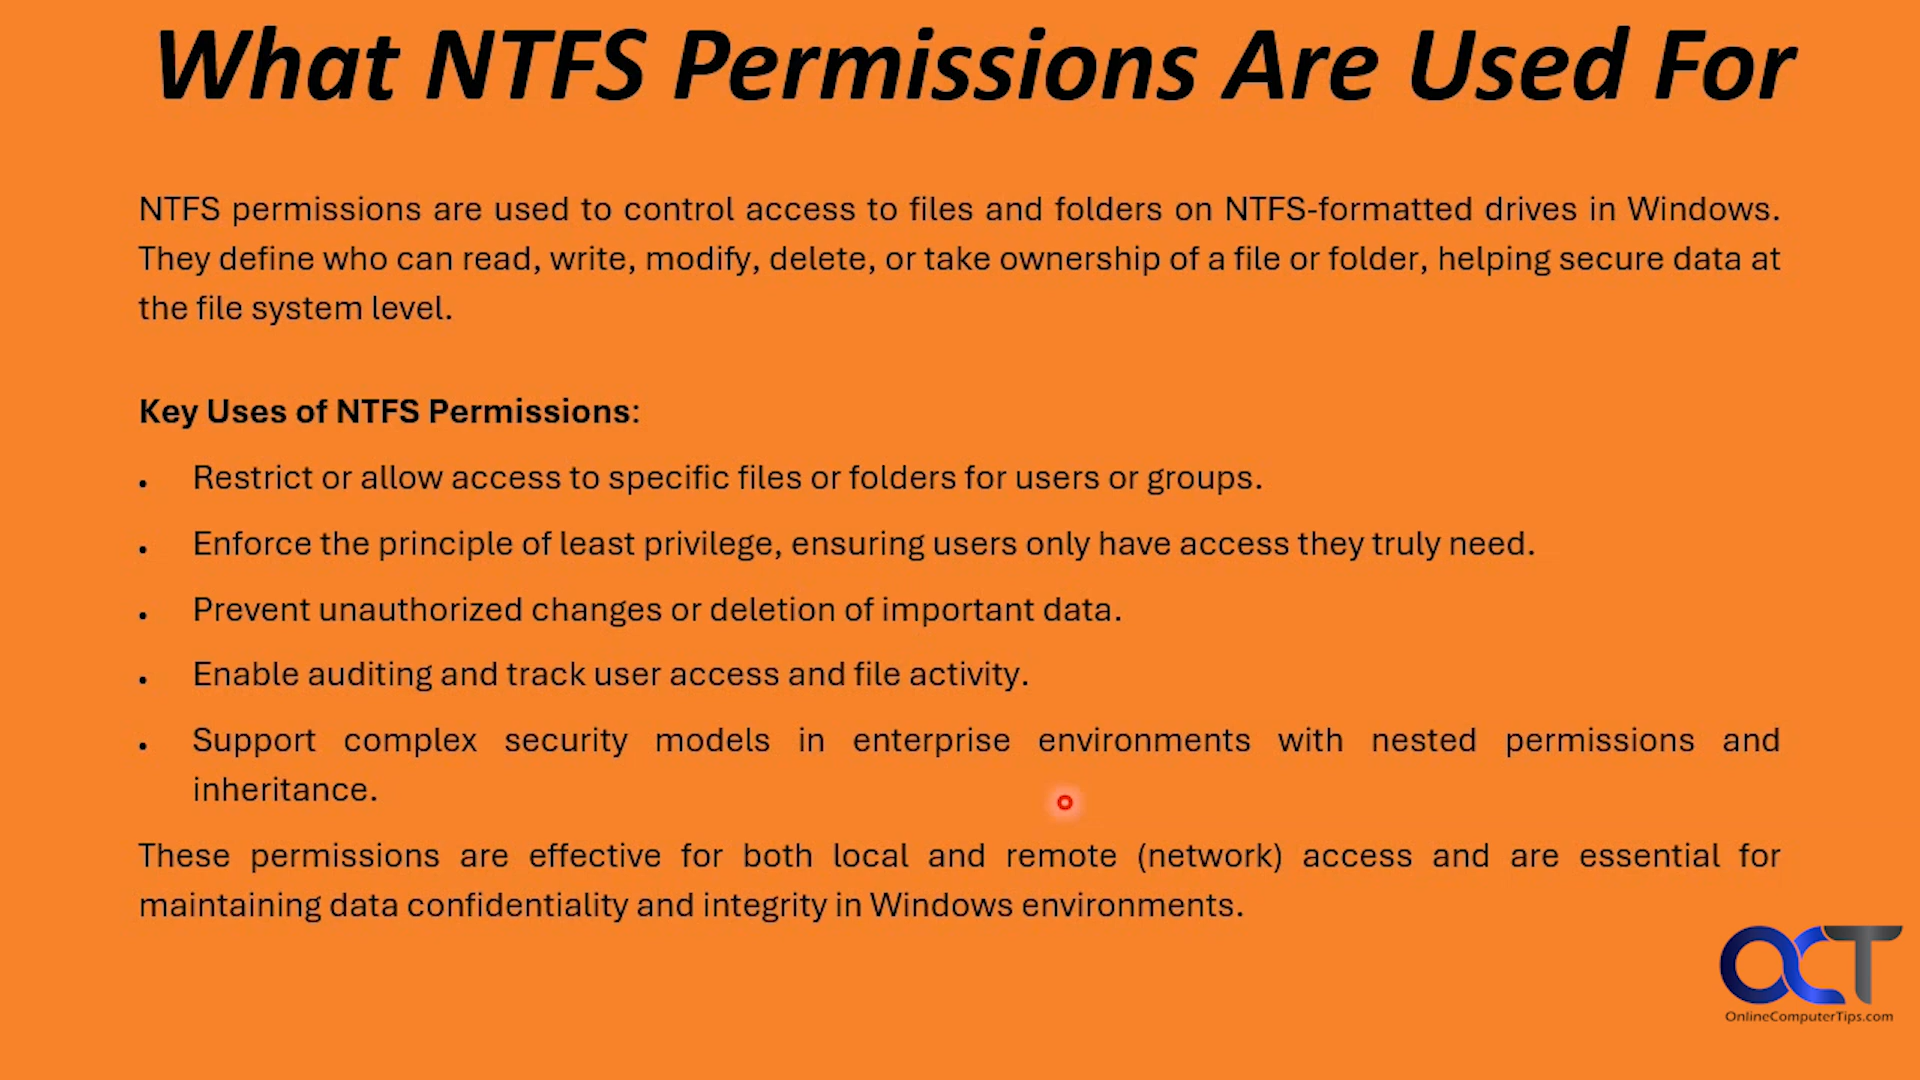 What NTFS Permissions Are Used For
NTFS permissions are used to control access to files and folders on NTFS-formatted drives in Windows.
They define who can read, write, modify, delete, or take ownership of a file or folder, helping secure data at
the file system level.
Key Uses of NTFS Permissions:
• Restrict or allow access to specific files or folders for users or groups.
• Enforce the principle of least privilege, ensuring users only have access they truly need.
• Prevent unauthorized changes or deletion of important data.
• Enable auditing and track user access and file activity.
• Support complex security models in enterprise environments with nested permissions and
inheritance.
These permissions are effective for both local and remote (network) access and are essential for
maintaining data confidentiality and integrity in Windows environments.
OCT
OnlineComputerTips.com